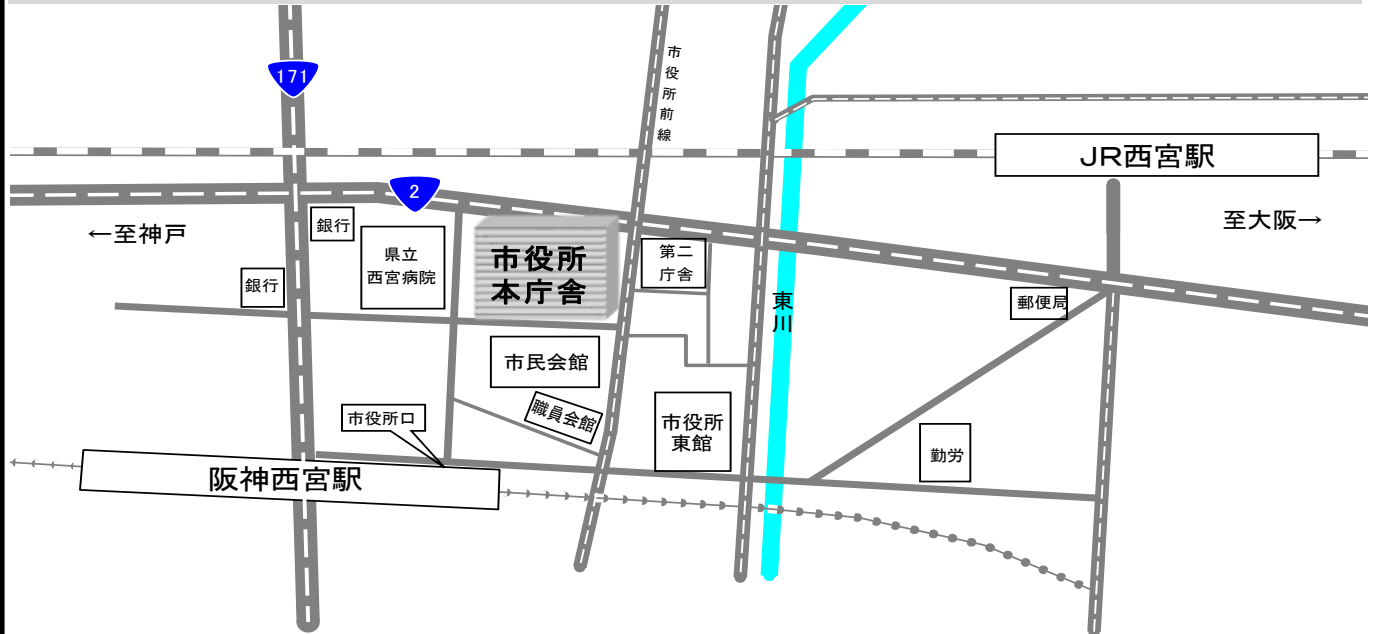 171
市役所前線
JR西宮駅
2
←至神戸
至大阪→
銀行
県立
西宮病院
市役所
本庁舎
第二
庁舎
銀行
東川
郵便局
市民会館
職員会館
市役所口
市役所
東館
勤労
阪神西宮駅